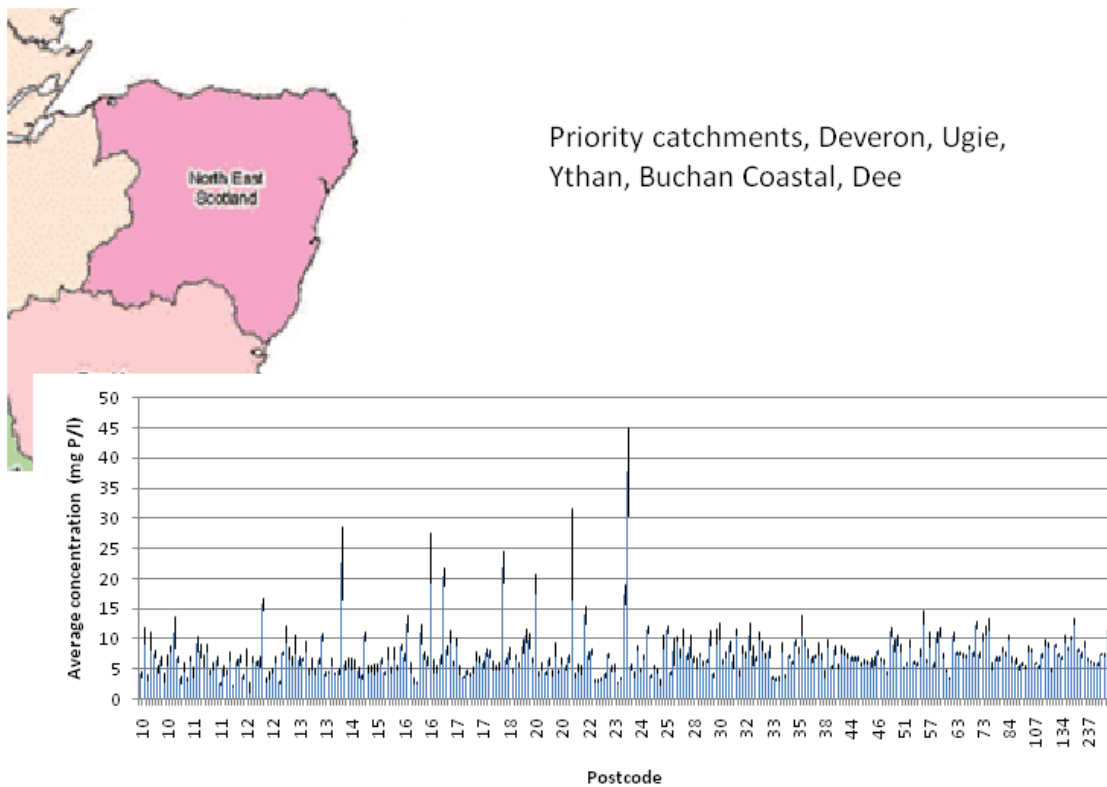 North East
Scotland
Priority catchments, Deveron, Ugie,
Ythan, Buchan Coastal, Dee
Average concentration (mg P/l)
50
45
40
35
30
25
20
15
10
5
0
10 10 11 11 12 12 13 13 14 15 15 16 16 17 17 18 20 20 22 23 24 25 28 30 32 33 35 38 44 46 51 57 63 73 84 107 134 237
Postcode